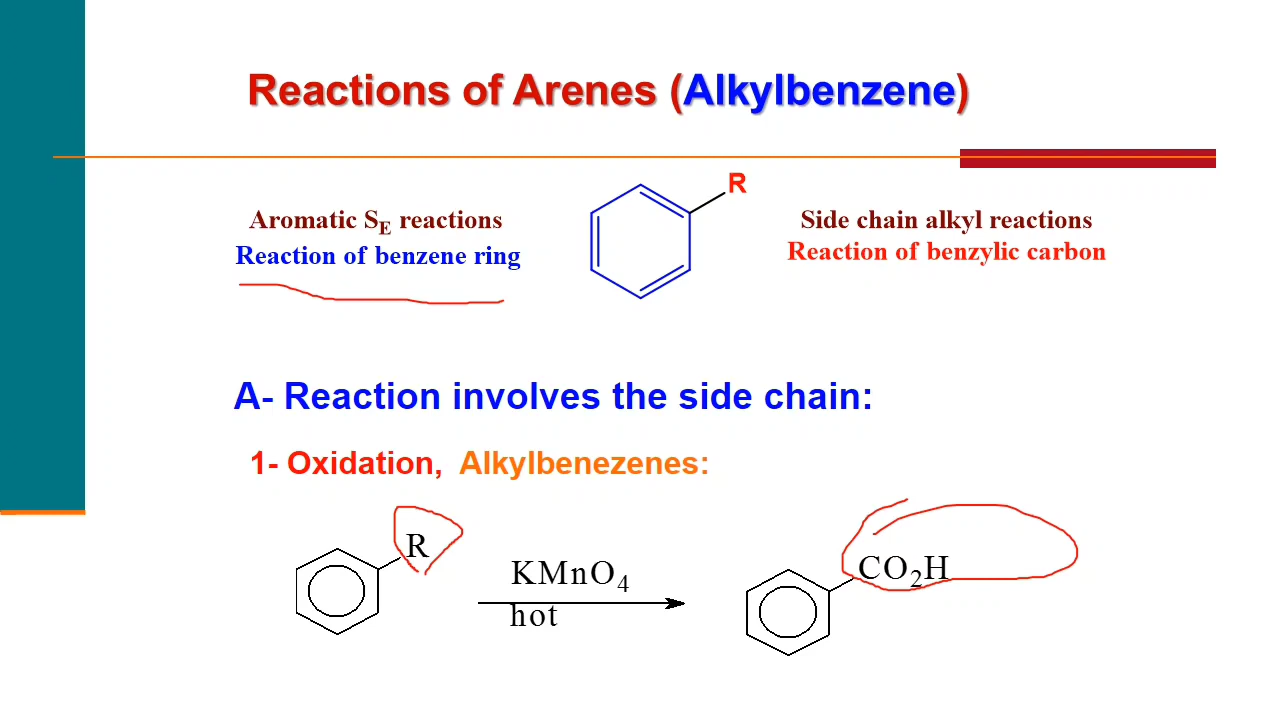 Reactions of Arenes (Alkylbenzene)
R
Aromatic SE reactions
Reaction of benzene ring
Side chain alkyl reactions
Reaction of benzylic carbon
A- Reaction involves the side chain:
1- Oxidation, Alkylbenezenes:
R
KMnO4
hot
CO2H